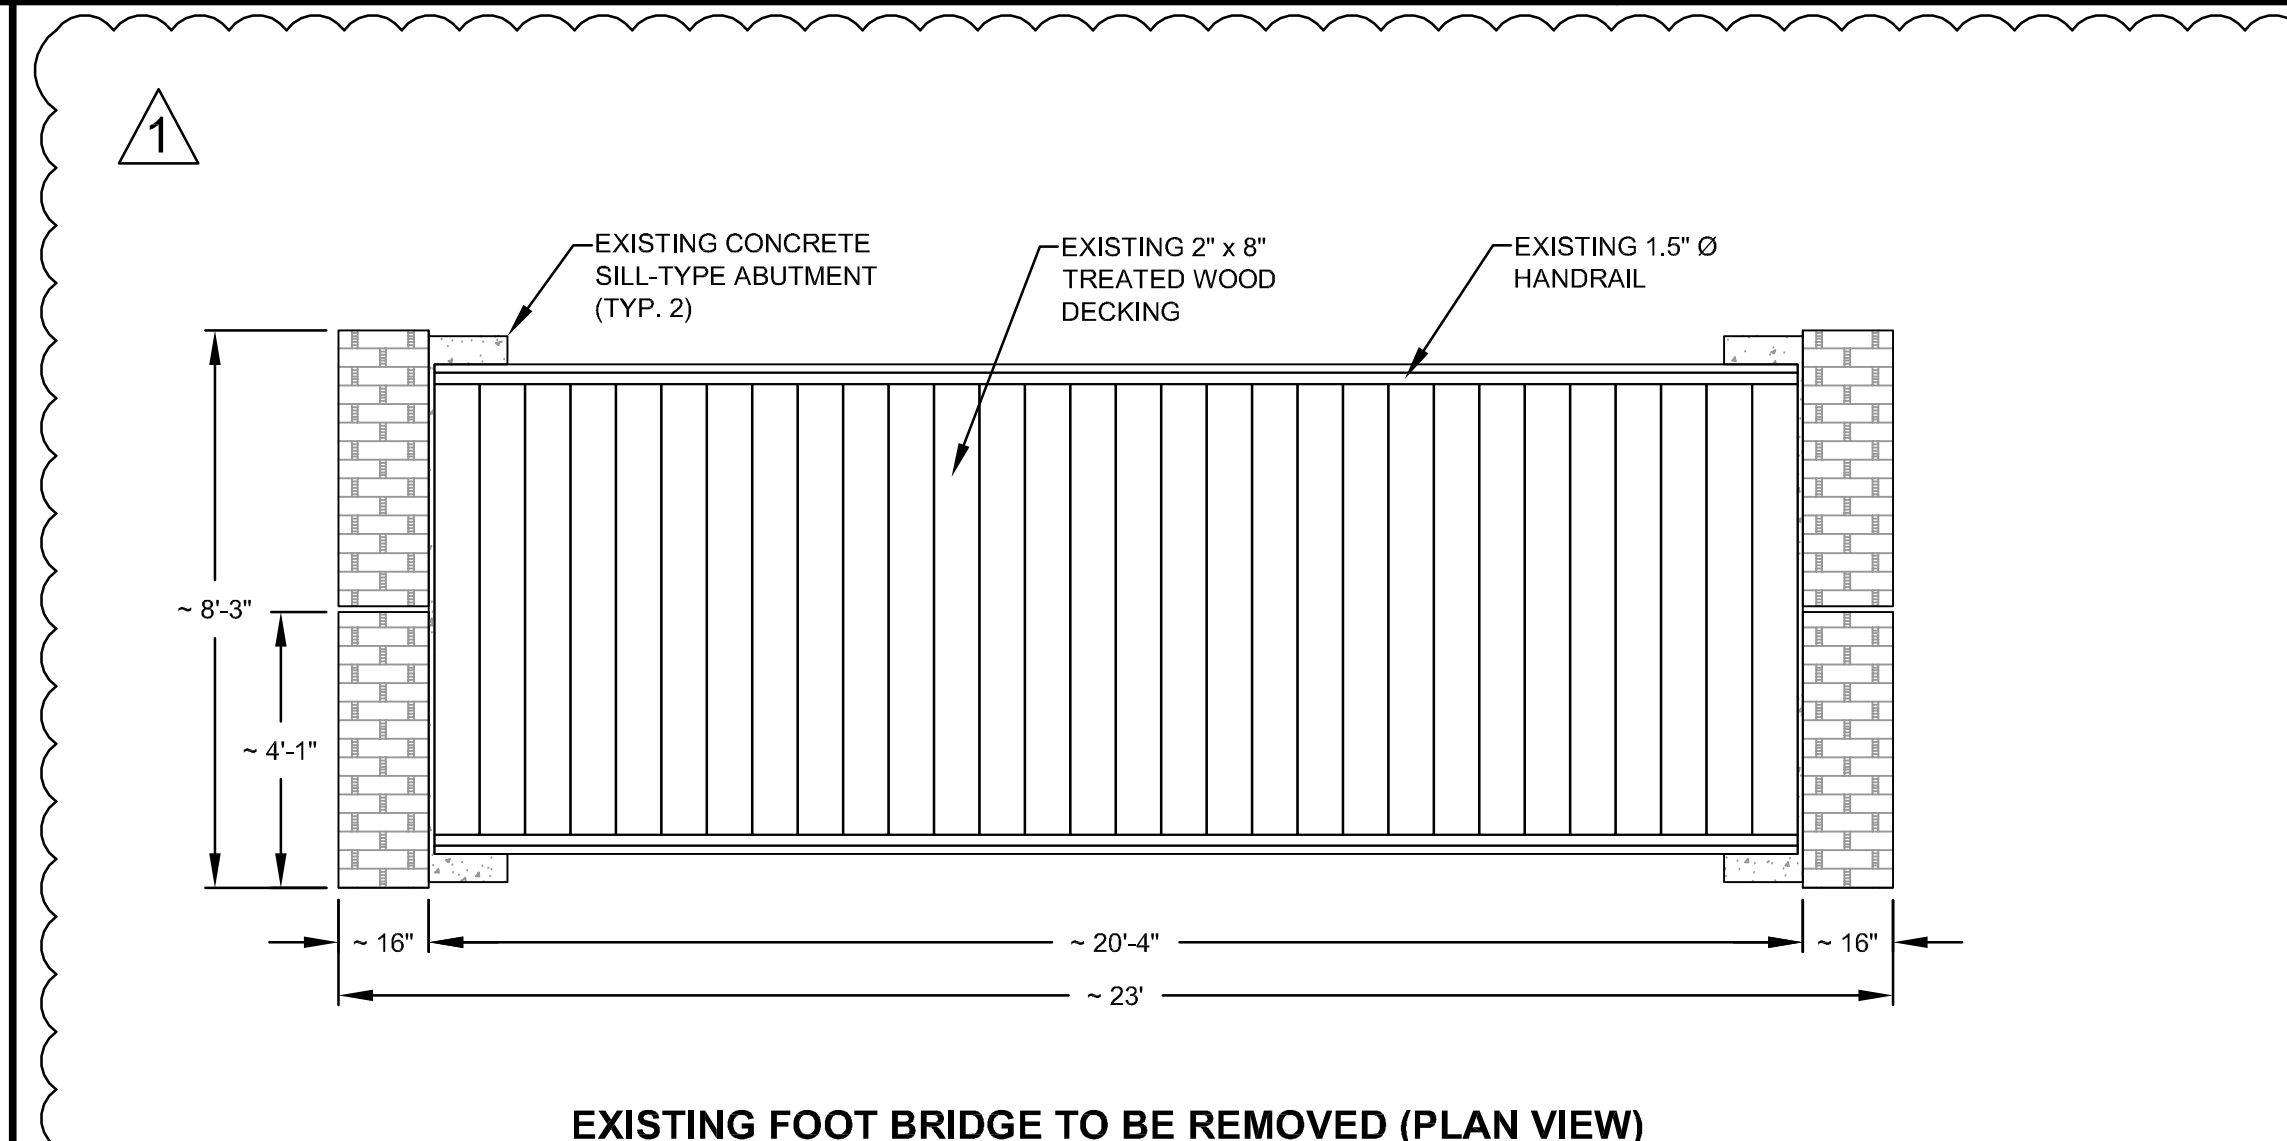 1
EXISTING CONCRETE
SILL-TYPE ABUTMENT
(TYP. 2)
EXISTING 2" x 8"
TREATED WOOD
DECKING
EXISTING 1.5" Ø
HANDRAIL
~ 8'-3"
~ 4'-1"
~ 16"
~ 20'-4"
~ 16"
~ 23'
EXISTING FOOT BRIDGE TO BE REMOVED (PLAN VIEW)